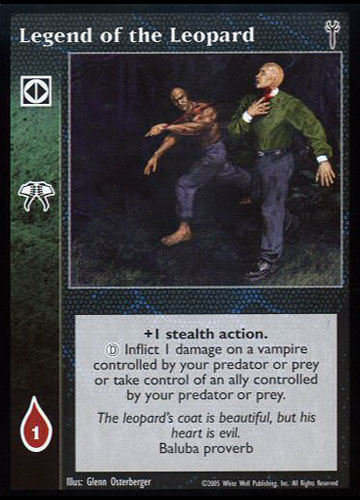 Legend of the Leopard
+1 stealth action.
Ⓓ Inflict 1 damage on a vampire
controlled by your predator or prey
or take control of an ally controlled
by your predator or prey.
The leopard's coat is beautiful, but his
heart is evil.
Baluba proverb
1
Illus: Glenn Osterberger
©2005 White Wolf Publishing, Inc. All Rights Reserved